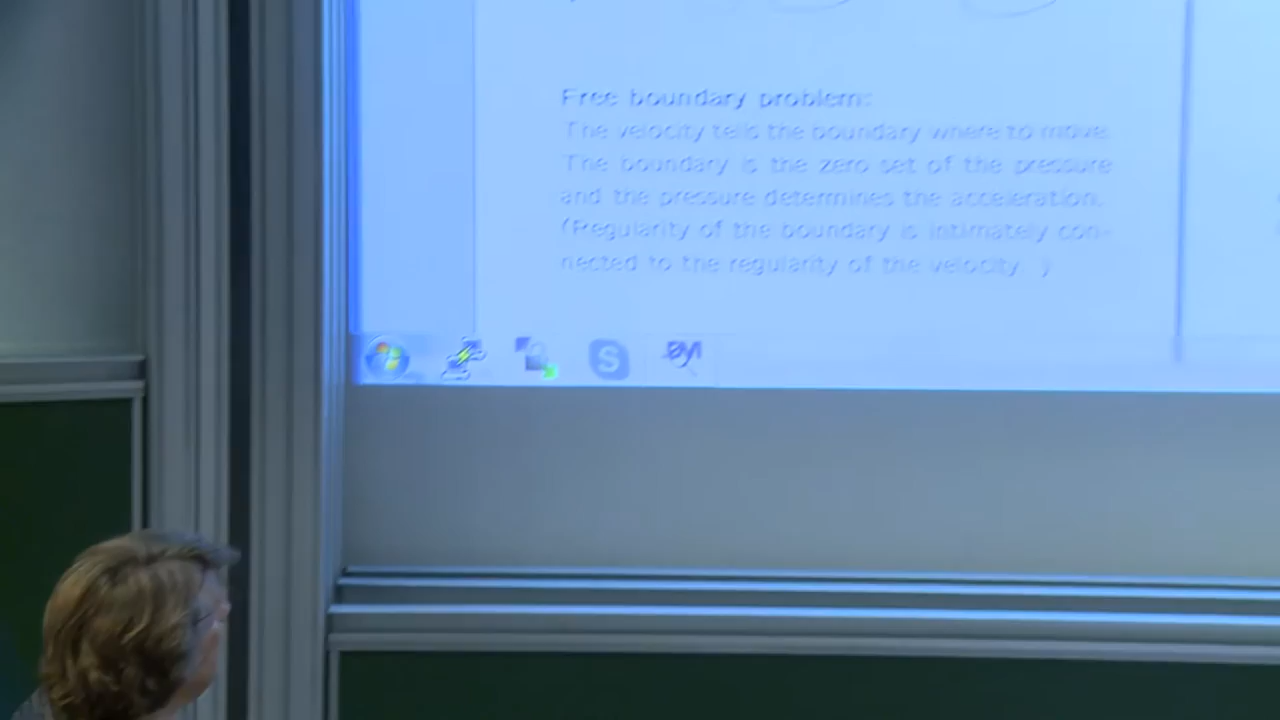 Free boundary problem:
The velocity tells the boundary where to move.
The boundary is the zero set of the pressure
and the pressure determines the acceleration.
(Regularity of the boundary is intimately con-
nected to the regularity of the velocity. )
S